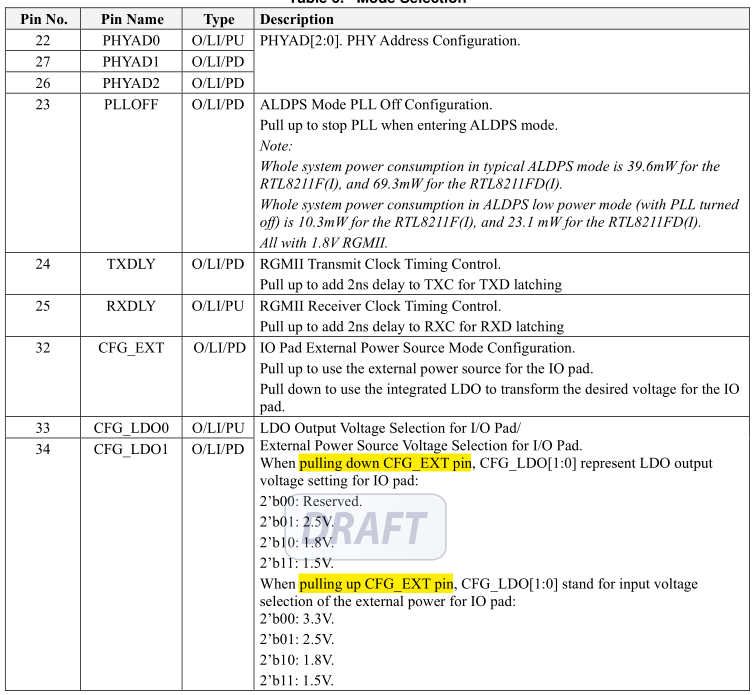 Table 5. Mode Selection
Pin No. Pin Name Type Description
22 PHYAD0 O/LI/PU PHYAD[2:0]. PHY Address Configuration.
27 PHYAD1 O/LI/PD
26 PHYAD2 O/LI/PD
23 PLLOFF O/LI/PD ALDPS Mode PLL Off Configuration.
Pull up to stop PLL when entering ALDPS mode.
Note:
Whole system power consumption in typical ALDPS mode is 39.6mW for the
RTL8211F(I), and 69.3mW for the RTL8211FD(I).
Whole system power consumption in ALDPS low power mode (with PLL turned
off) is 10.3mW for the RTL8211F(I), and 23.1 mW for the RTL8211FD(I).
All with 1.8V RGMII.
24 TXDLY O/LI/PD RGMII Transmit Clock Timing Control.
Pull up to add 2ns delay to TXC for TXD latching
25 RXDLY O/LI/PU RGMII Receiver Clock Timing Control.
Pull up to add 2ns delay to RXC for RXD latching
32 CFG_EXT O/LI/PD IO Pad External Power Source Mode Configuration.
Pull up to use the external power source for the IO pad.
Pull down to use the integrated LDO to transform the desired voltage for the IO
pad.
33 CFG_LDO0 O/LI/PU LDO Output Voltage Selection for I/O Pad/
34 CFG_LDO1 O/LI/PD External Power Source Voltage Selection for I/O Pad.
When pulling down CFG_EXT pin, CFG_LDO[1:0] represent LDO output
voltage setting for IO pad:
2'b00: Reserved.
2'b01: 2.5V.
2'b10: 1.8V.
2'b11: 1.5V.
DRAFT
When pulling up CFG_EXT pin, CFG_LDO[1:0] stand for input voltage
selection of the external power for IO pad:
2'b00: 3.3V.
2'b01: 2.5V.
2'b10: 1.8V.
2'b11: 1.5V.